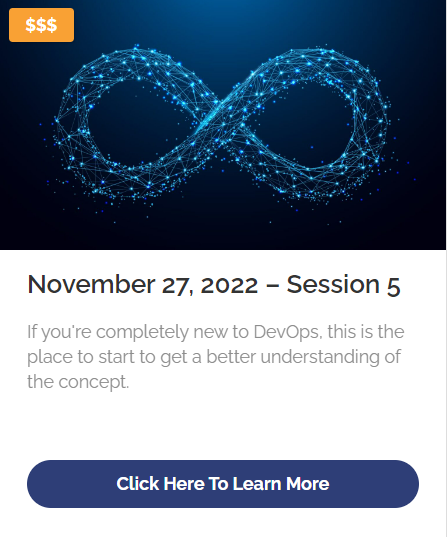 $$$
November 27, 2022 – Session 5
If you're completely new to DevOps, this is the
place to start to get a better understanding of
the concept.
Click Here To Learn More